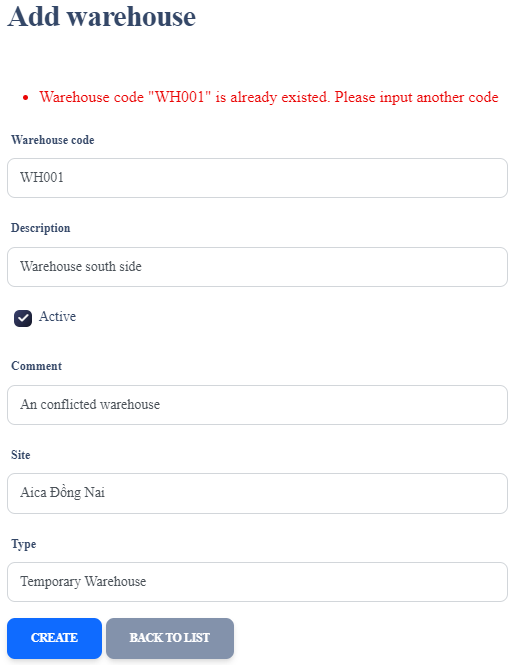 Add warehouse
Warehouse code "WH001" is already existed. Please input another code
Warehouse code
WH001
Description
Warehouse south side
Active
Comment
An conflicted warehouse
Site
Aica Đồng Nai
Type
Temporary Warehouse
CREATE BACK TO LIST